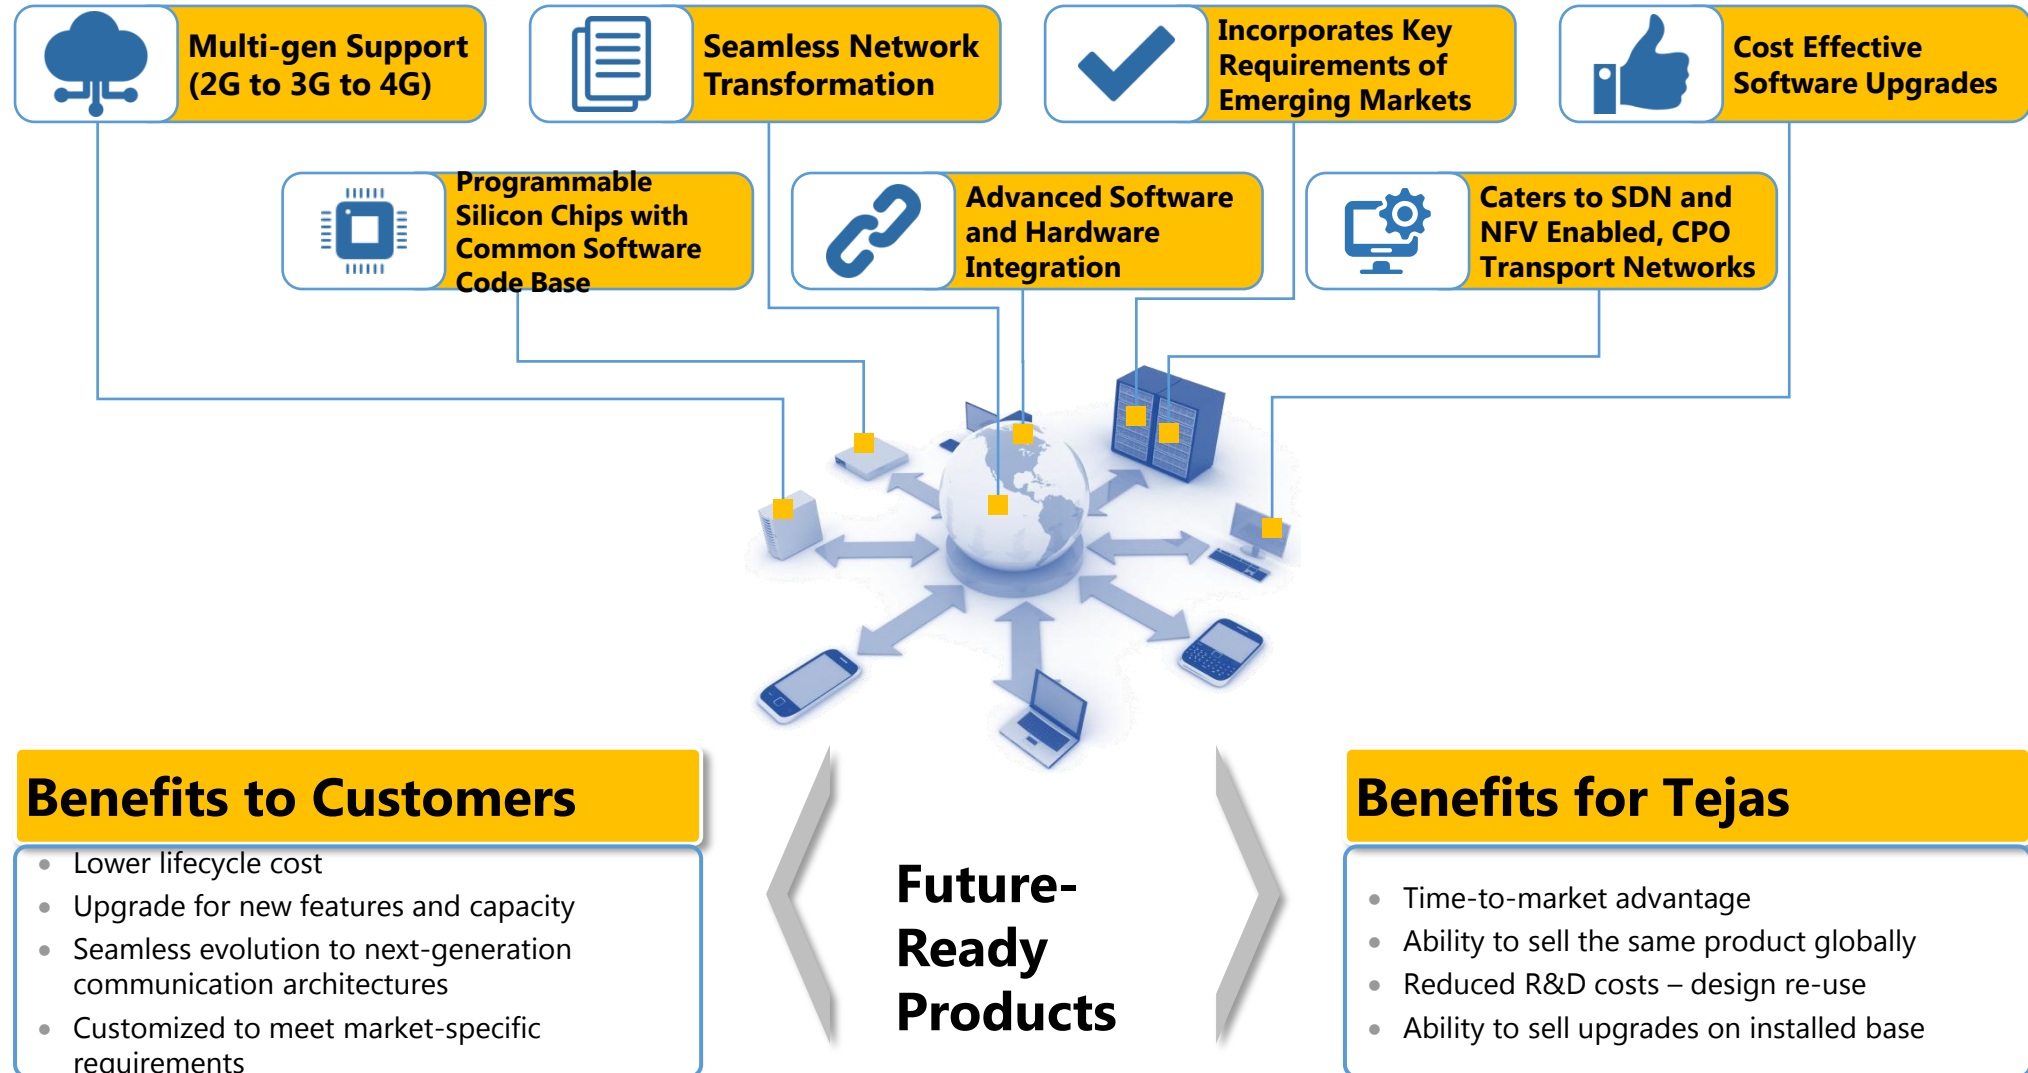 Multi-gen Support
(2G to 3G to 4G)
Seamless Network
Transformation
Incorporates Key
Requirements of
Emerging Markets
Cost Effective
Software Upgrades
Programmable
Silicon Chips with
Common Software
Code Base
Advanced Software
and Hardware
Integration
Caters to SDN and
NFV Enabled, CPO
Transport Networks
Benefits to Customers
• Lower lifecycle cost
• Upgrade for new features and capacity
• Seamless evolution to next-generation
communication architectures
• Customized to meet market-specific
requirements
Future-
Ready
Products
Benefits for Tejas
• Time-to-market advantage
• Ability to sell the same product globally
• Reduced R&D costs – design re-use
• Ability to sell upgrades on installed base